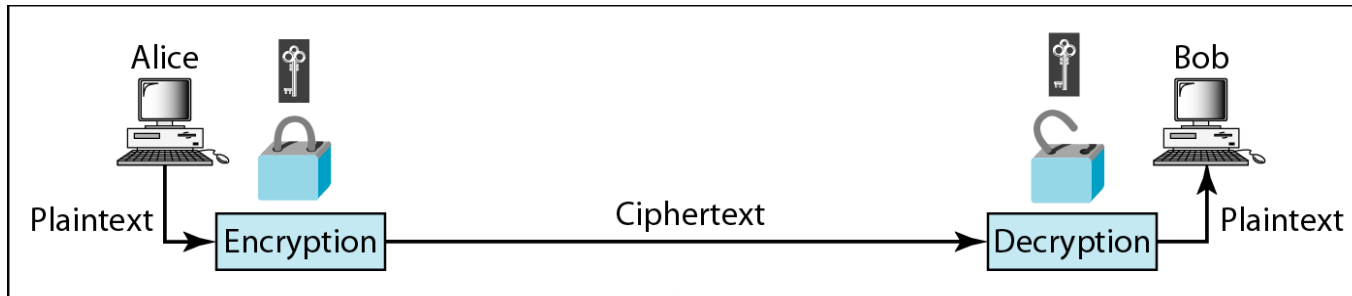 Alice
Bob
Plaintext
Encryption
Ciphertext
Decryption
Plaintext